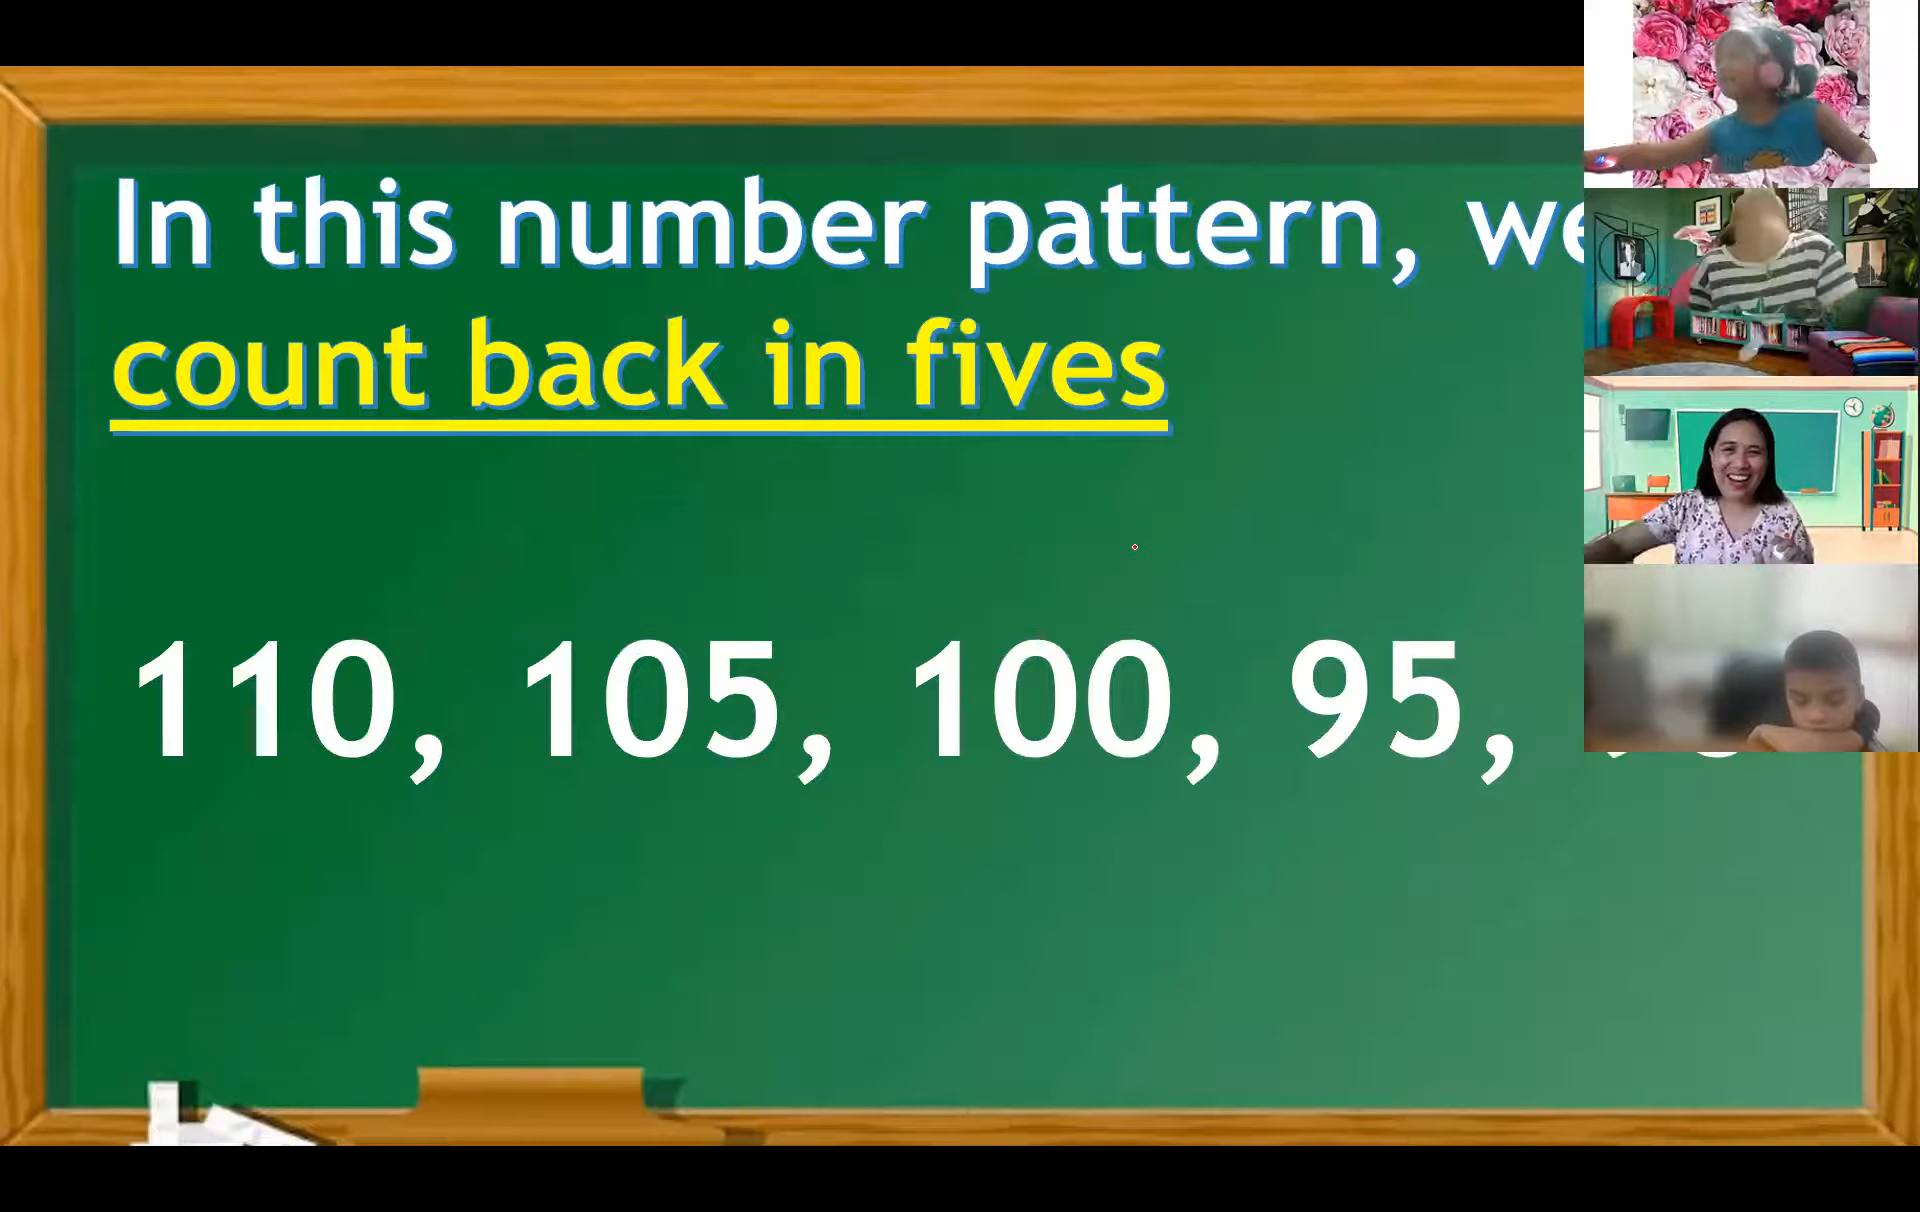 In this number pattern, we
count back in fives
110, 105, 100, 95,